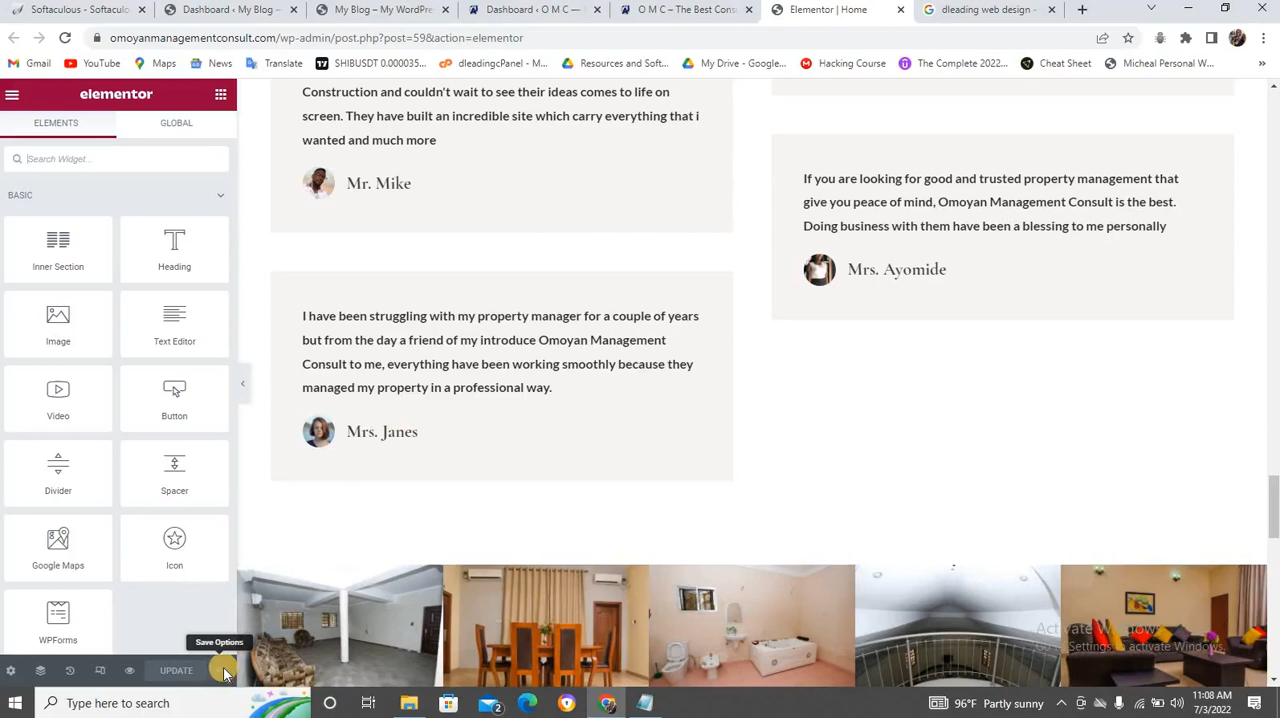 Softaculous - Softaculou
Dashboard ‹ My Blog —
My Blog – My WordPres
Dashboard ‹ O M C —
O M C – The Best Cons
Elementor | Home
dleading web design -
omoyanmanagementconsult.com/wp-admin/post.php?post=59&action=elementor
Gmail
YouTube
Maps
News
Translate
SHIBUSDT 0.000035...
dleadingcPanel - M...
Resources and Soft...
My Drive - Google...
Hacking Course
The Complete 2022...
Cheat Sheet
Micheal Personal W...
»
elementor
ELEMENTS
GLOBAL
Search Widget...
BASIC
Inner Section
Heading
Image
Text Editor
Video
Button
Divider
Spacer
Google Maps
Icon
WPForms
Save Options
UPDATE
Construction and couldn't wait to see their ideas comes to life on
screen. They have built an incredible site which carry everything that i
wanted and much more
Mr. Mike
I have been struggling with my property manager for a couple of years
but from the day a friend of my introduce Omoyan Management
Consult to me, everything have been working smoothly because they
managed my property in a professional way.
Mrs. Janes
If you are looking for good and trusted property management that
give you peace of mind, Omoyan Management Consult is the best.
Doing business with them have been a blessing to me personally
Mrs. Ayomide
Activate Windows
Go to Settings to activate Windows.
Type here to search
2
96°F Partly sunny
11:08 AM
7/3/2022